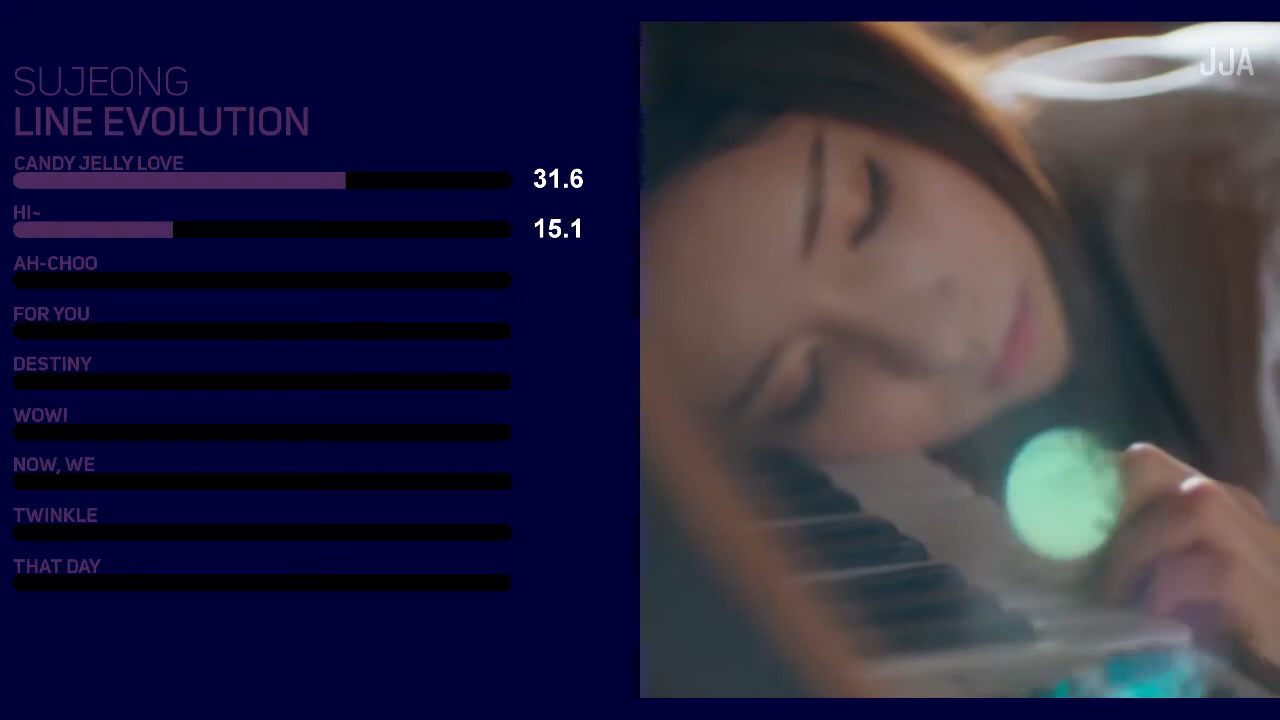 SUJEONG
LINE EVOLUTION
CANDY JELLY LOVE
31.6
HI~
15.1
AH-CHOO
FOR YOU
DESTINY
WOW!
NOW, WE
TWINKLE
THAT DAY
JJA